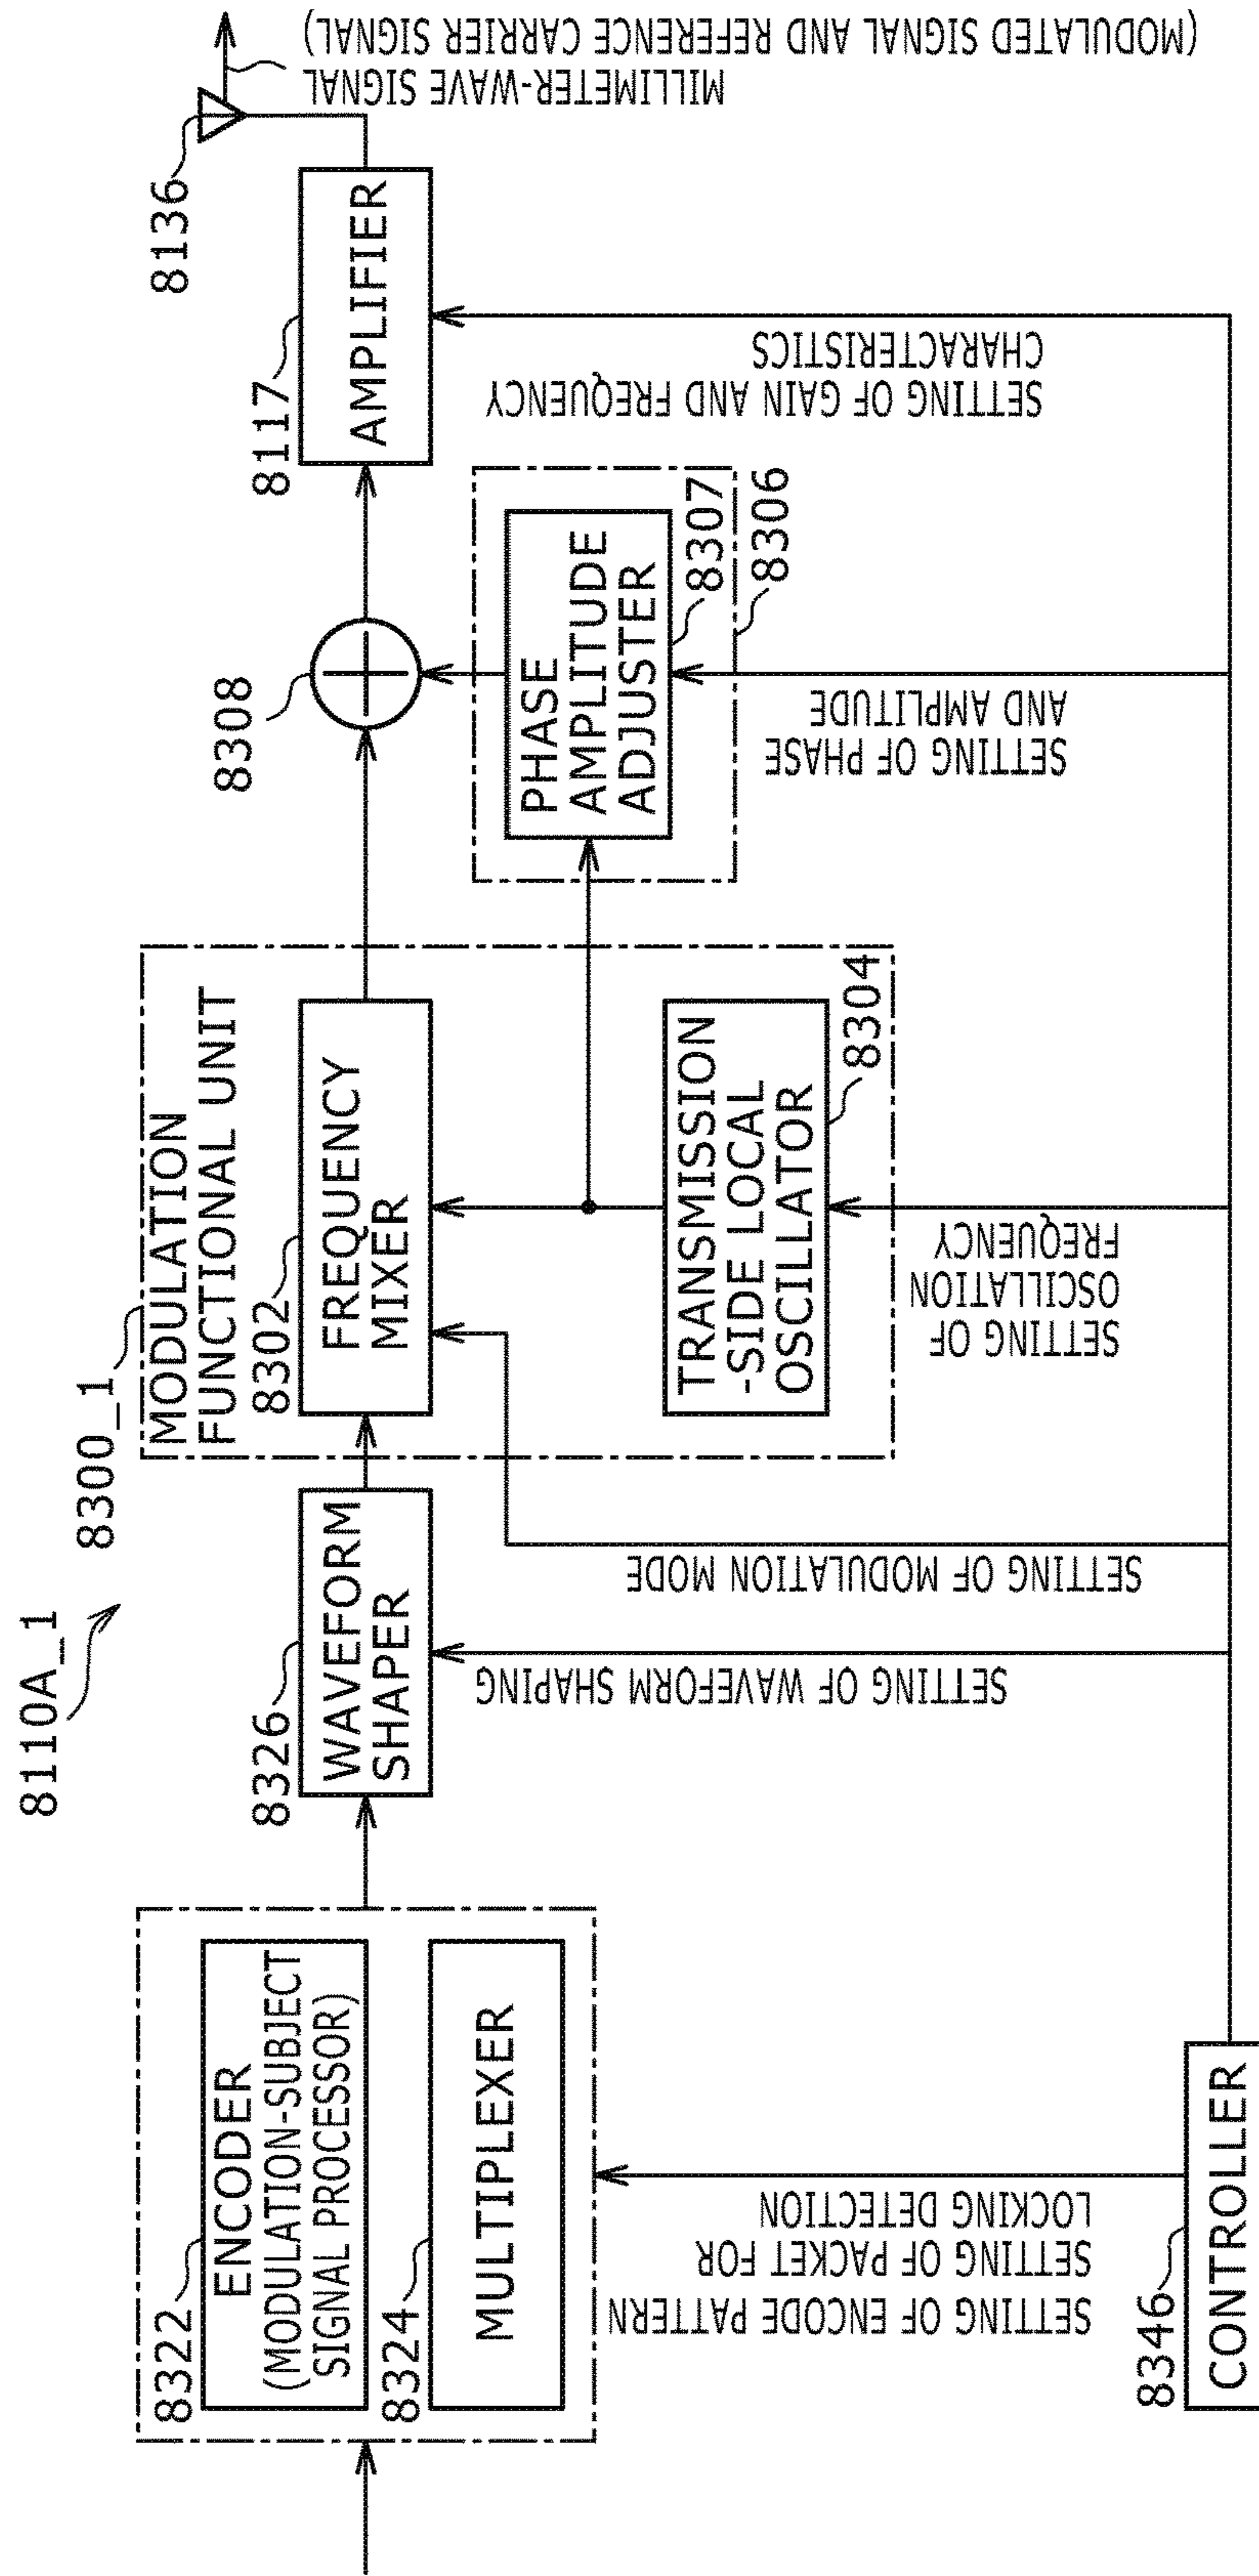 8110A_1
8300_1
MODULATION
FUNCTIONAL UNIT
8322
ENCODER
(MODULATION-SUBJECT
SIGNAL PROCESSOR)
8324
MULTIPLEXER
8326
WAVEFORM
SHAPER
8302
FREQUENCY
MIXER
TRANSMISSION
-SIDE LOCAL
OSCILLATOR
8304
8308
PHASE
AMPLITUDE
ADJUSTER
8307
8306
8117
AMPLIFIER
8136
MILLIMETER-WAVE SIGNAL
(MODULATED SIGNAL AND REFERENCE CARRIER SIGNAL)
SETTING OF ENCODE PATTERN
SETTING OF PACKET FOR
LOCKING DETECTION
SETTING OF WAVEFORM SHAPING
SETTING OF MODULATION MODE
SETTING OF
OSCILLATION
FREQUENCY
SETTING OF PHASE
AND AMPLITUDE
SETTING OF GAIN AND FREQUENCY
CHARACTERISTICS
8346
CONTROLLER